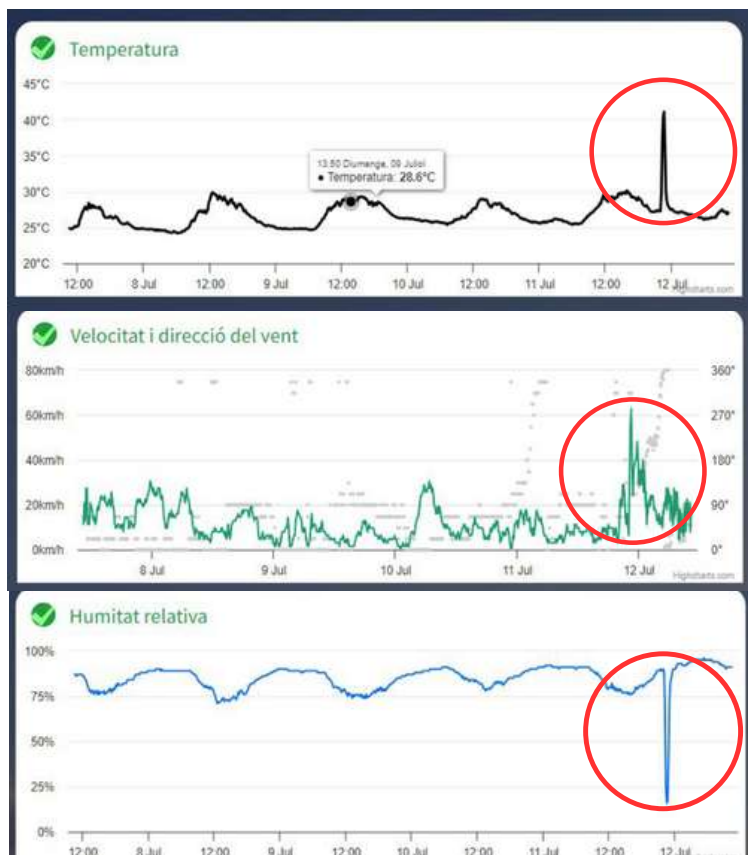 Temperatura
45°C
40°C
35°C
30°C
25°C
20°C
13:50 Diumenge, 09 Juliol
● Temperatura: 28.6°C
12:00 8 Jul 12:00 9 Jul 12:00 10 Jul 12:00 11 Jul 12:00 12 Jul
Highcharts.com
Velocitat i direcció del vent
80km/h 360°
60km/h 270°
40km/h 180°
20km/h 90°
0km/h 0°
8 Jul 9 Jul 10 Jul 11 Jul 12 Jul
Highcharts.com
Humitat relativa
100%
75%
50%
25%
0%
12:00 8 Jul 12:00 9 Jul 12:00 10 Jul 12:00 11 Jul 12:00 12 Jul